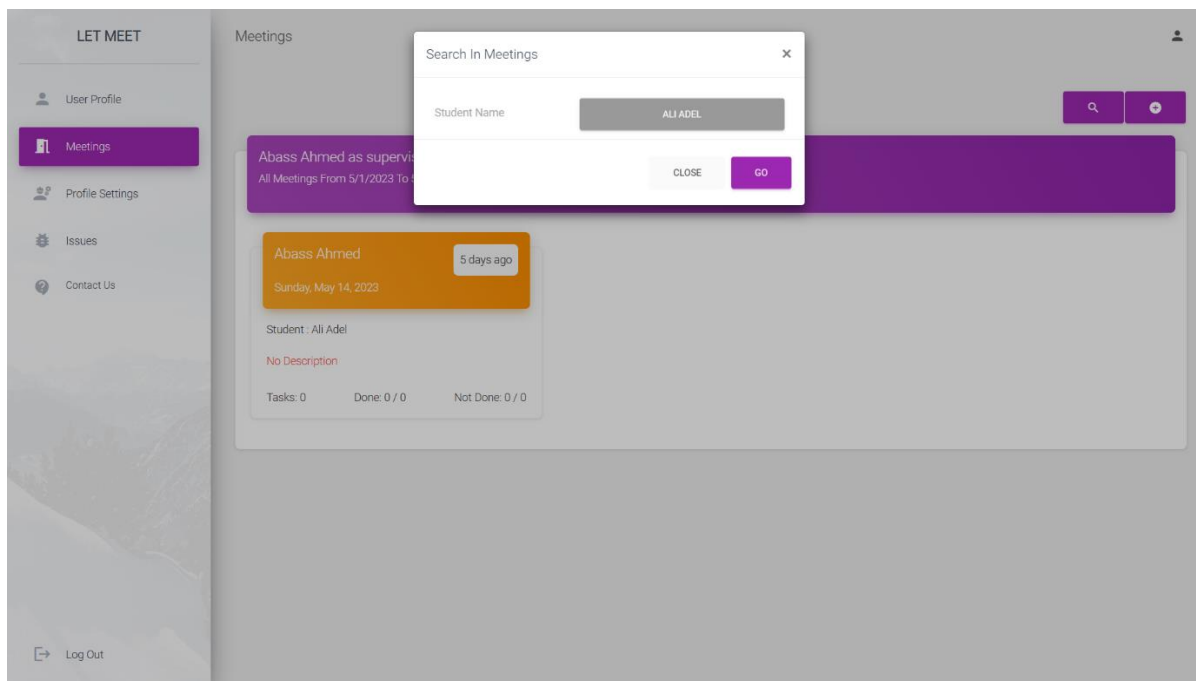 LET MEET
User Profile
Meetings
Profile Settings
Issues
Contact Us
Log Out
Meetings
Search In Meetings
×
Student Name
ALI ADEL
CLOSE
GO
Abass Ahmed as
All Meetings From 5/1/2023 To
Abass Ahmed
5 days ago
Sunday, May 14, 2023
Student : Ali Adel
No Description
Tasks: 0 Done: 0 / 0 Not Done: 0 / 0